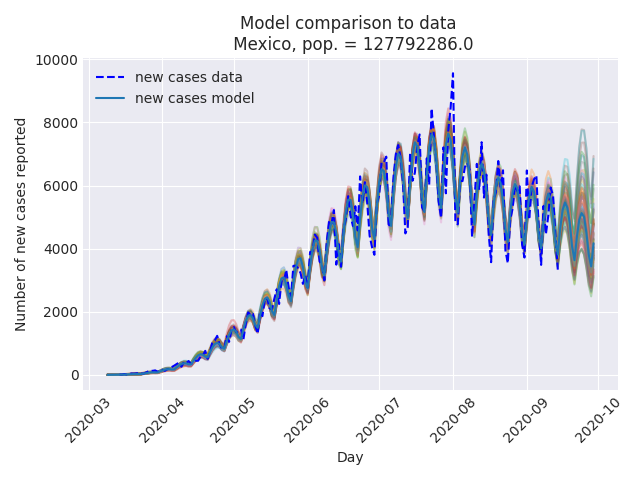 Model comparison to data
Mexico, pop. = 127792286.0
10000
8000
6000
4000
2000
0
Number of new cases reported
new cases data
new cases model
2020-03
2020-04
2020-05
2020-06
2020-07
2020-08
2020-09
2020-10
Day